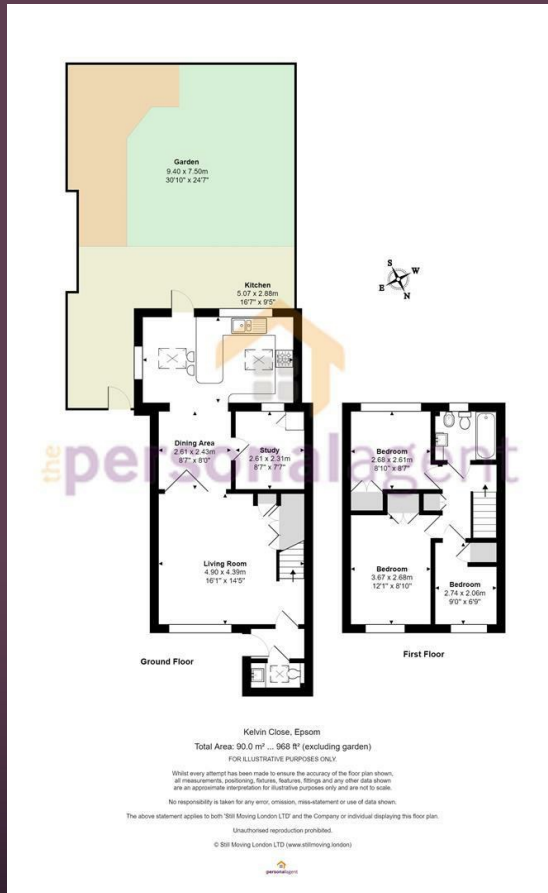 Garden
9.40 x 7.50m
30'10" x 24'7"
S
W
E
N
Kitchen
5.07 x 2.88m
16'7" x 9'5"
Dining Area
2.61 x 2.43m
8'7" x 8'0"
Study
2.61 x 2.31m
8'7" x 7'7"
the personalagent
Living Room
4.90 x 4.39m
16'1" x 14'5"
Ground Floor
Bedroom
2.68 x 2.61m
8'10" x 8'7"
Bedroom
3.67 x 2.68m
12'1" x 8'10"
Bedroom
2.74 x 2.06m
9'0" x 6'9"
First Floor
Kelvin Close, Epsom
Total Area: 90.0 m² ... 968 ft² (excluding garden)
FOR ILLUSTRATIVE PURPOSES ONLY.
Whilst every attempt has been made to ensure the accuracy of the floor plan shown,
all measurements, positioning, fixtures, features, fittings and any other data shown
are an approximate interpretation for illustrative purposes only and are not to scale.
No responsibility is taken for any error, omission, miss-statement or use of data shown.
The above statement applies to both 'Still Moving London LTD' and the Company or individual displaying this floor plan.
Unauthorised reproduction prohibited.
© Still Moving London LTD (www.stillmoving.london)
personalagent